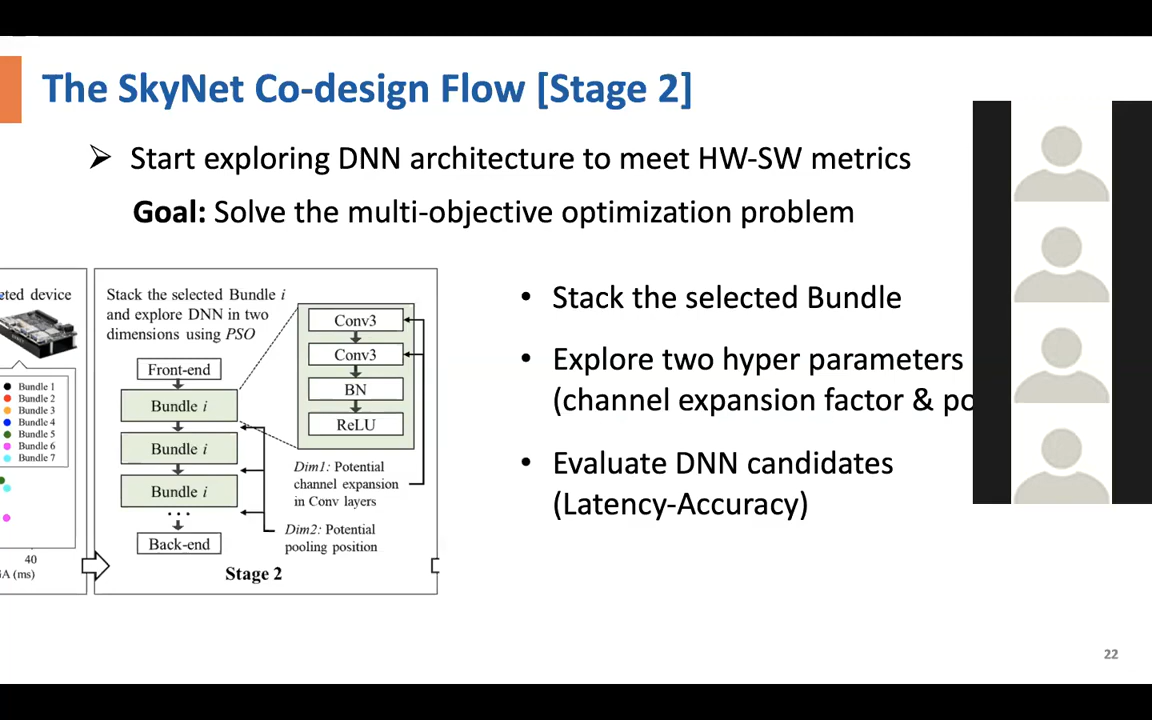 The SkyNet Co-design Flow [Stage 2]
➢ Start exploring DNN architecture to meet HW-SW metrics
Goal: Solve the multi-objective optimization problem
device
Bundle 1
Bundle 2
Bundle 3
Bundle 4
Bundle 5
Bundle 6
Bundle 7
40
(ms)
Stack the selected Bundle i
and explore DNN in two
dimensions using PSO
Front-end
Bundle i
Bundle i
Bundle i
...
Back-end
Conv3
Conv3
BN
ReLU
Dim1: Potential
channel expansion
in Conv layers
Dim2: Potential
pooling position
Stage 2
• Stack the selected Bundle
• Explore two hyper parameters
(channel expansion factor &
• Evaluate DNN candidates
(Latency-Accuracy)
22